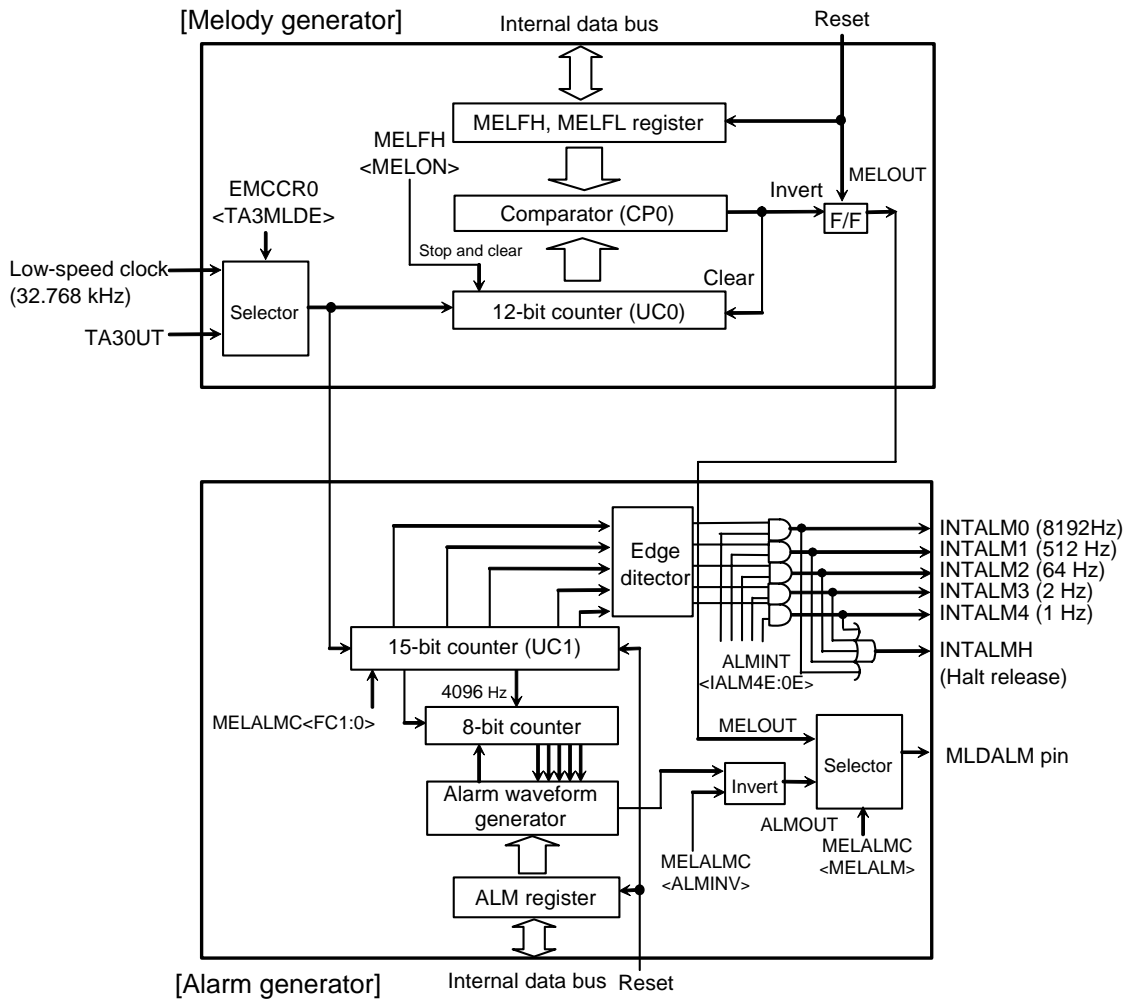 [Melody generator]
Internal data bus
Reset
MELFH, MELFL register
MELFH
<MELON>
EMCCR0
<TA3MLDE>
Invert
MELOUT
Comparator (CP0)
F/F
Stop and clear
Low-speed clock
(32.768 kHz)
Selector
Clear
12-bit counter (UC0)
TA30UT
Edge
ditector
INTALM0 (8192Hz)
INTALM1 (512 Hz)
INTALM2 (64 Hz)
INTALM3 (2 Hz)
INTALM4 (1 Hz)
15-bit counter (UC1)
ALMINT
<IALM4E:0E>
INTALMH
(Halt release)
4096 Hz
MELALMC<FC1:0>
8-bit counter
MELOUT
Selector
MLDALM pin
Alarm waveform
generator
Invert
ALMOUT
MELALMC
<ALMINV>
MELALMC
<MELALM>
ALM register
[Alarm generator]
Internal data bus
Reset